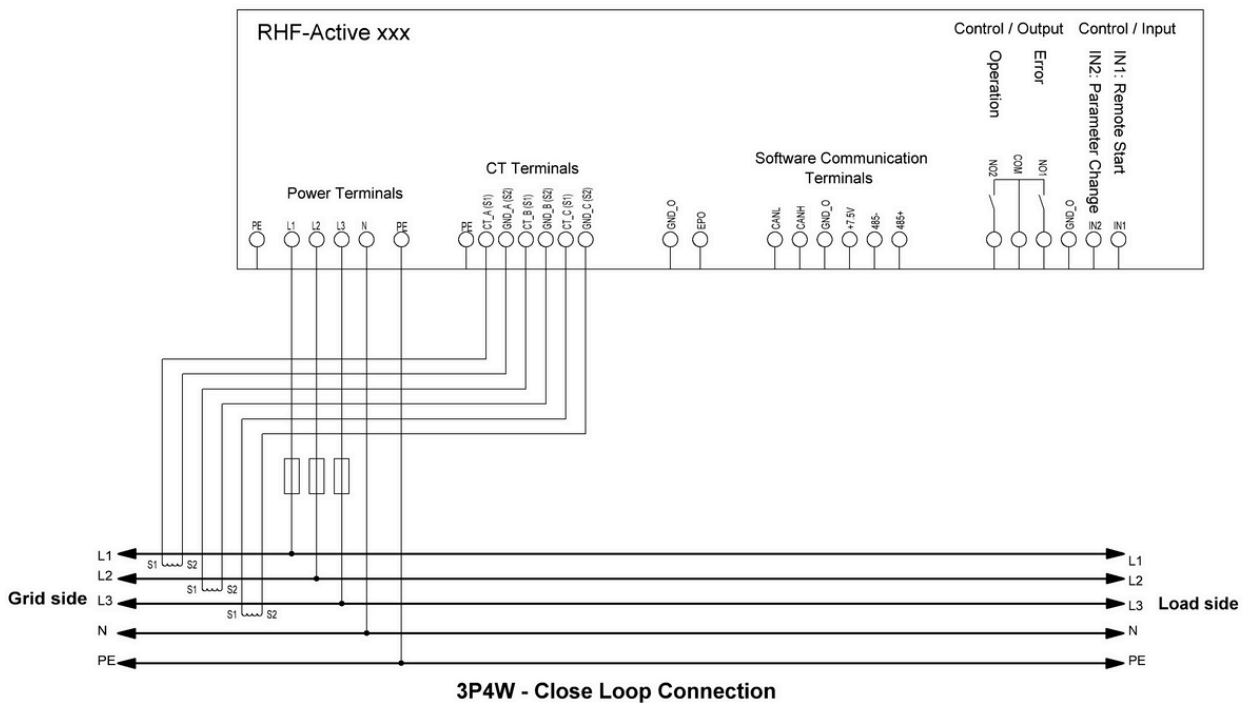 RHF-Active xxx
Control / Output
Control / Input
Operation
Error
IN2: Parameter Change
IN1: Remote Start
Power Terminals
CT Terminals
Software Communication
Terminals
PE
L1
L2
L3
N
PE
PE
CT_A (S1)
GND_A (S2)
CT_B (S1)
GND_B (S2)
CT_C (S1)
GND_C (S2)
GND_O
EPO
CANL
CANH
GND_O
+7.5V
485-
485+
NO2
COM
NO1
GND_O
IN2
IN1
L1
S1
S2
L1
L2
S1
S2
L2
Grid side
L3
S1
S2
L3
Load side
N
N
PE
PE
3P4W - Close Loop Connection